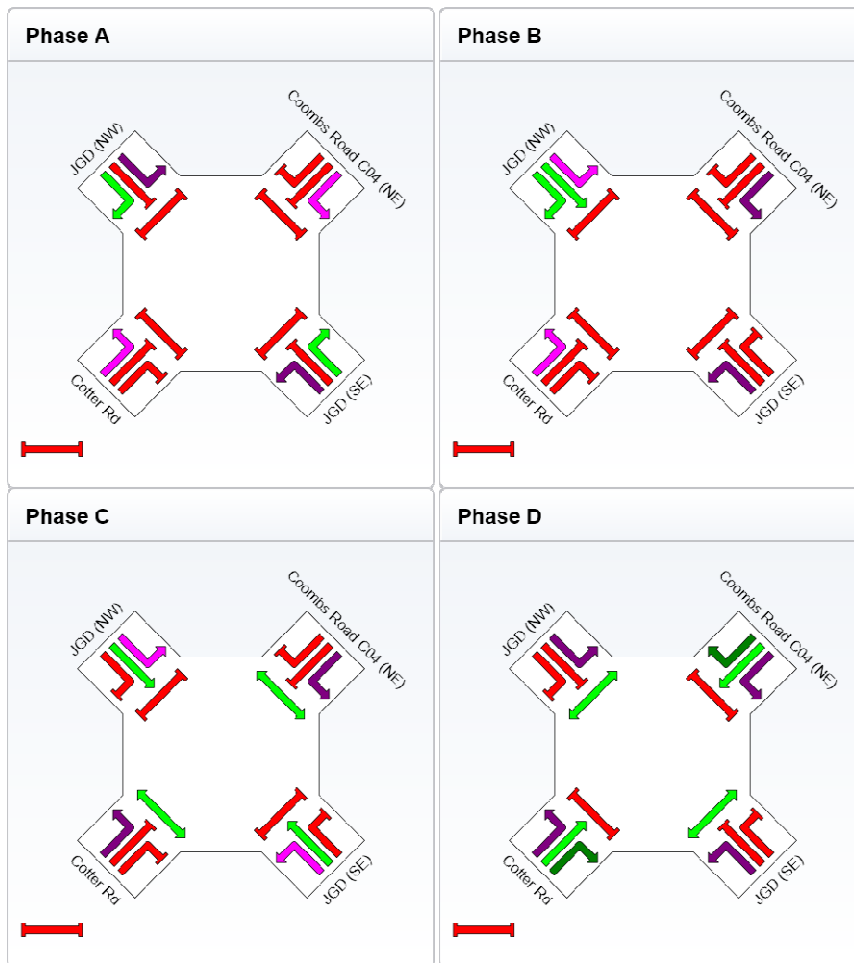 Phase A
Phase B
JGD (NW)
Coombs Road C04 (NE)
Cotter Rd
JGD (SE)
JGD (NW)
Coombs Road C04 (NE)
Cotter Rd
JGD (SE)
Phase C
Phase D
JGD (NW)
Coombs Road C04 (NE)
Cotter Rd
JGD (SE)
JGD (NW)
Coombs Road C04 (NE)
Cotter Rd
JGD (SE)